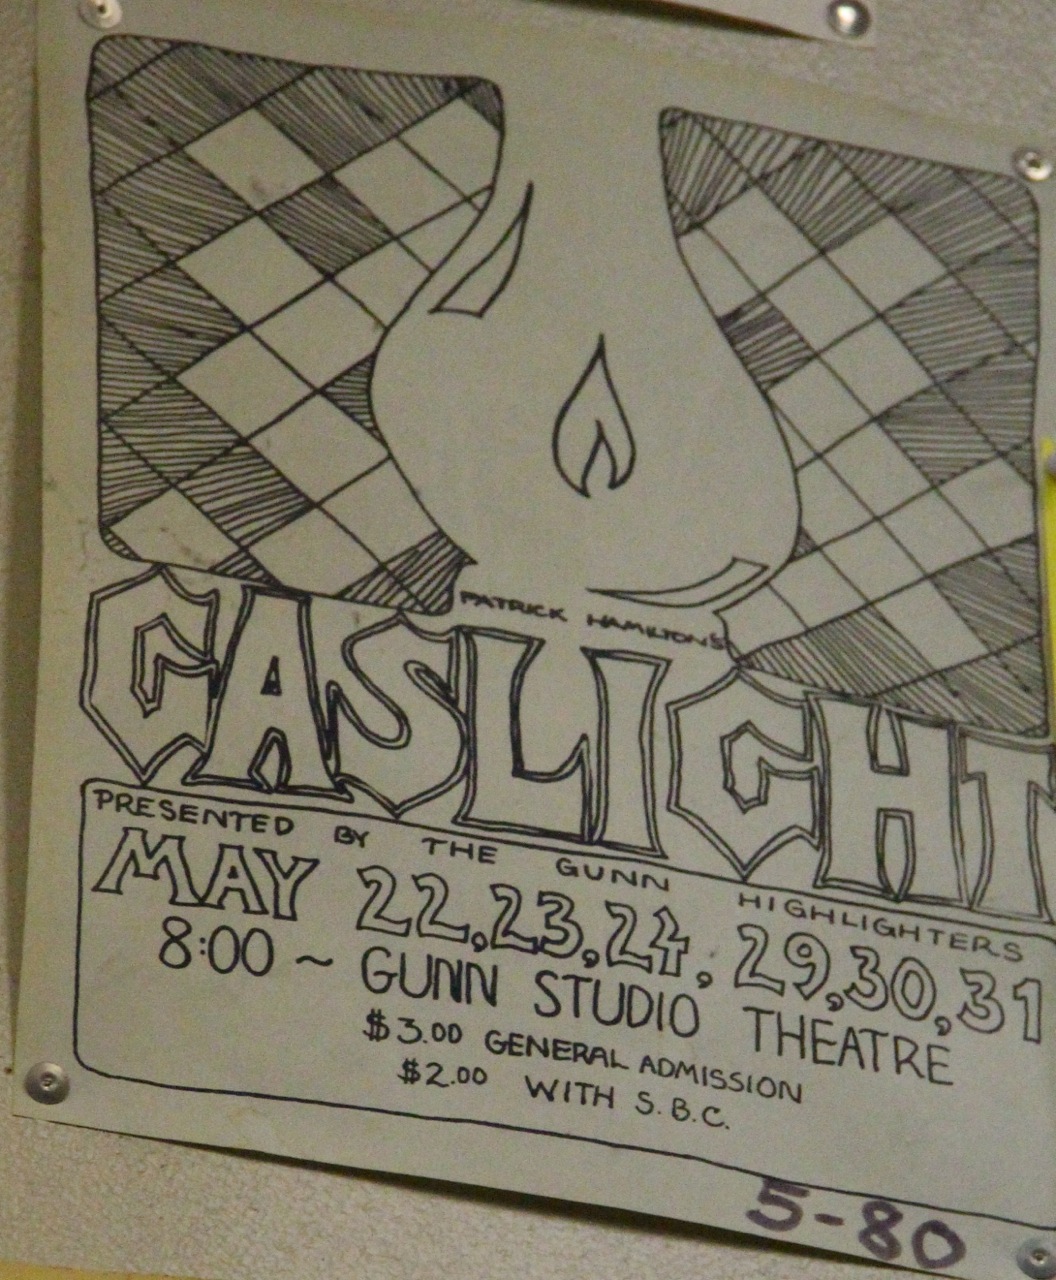 PATRICK HAMILTON'S
GASLIGHT
PRESENTED BY THE GUNN HIGHLIGHTERS
MAY 22,23,24, 29,30,31
8:00 ~ GUNN STUDIO THEATRE
$3.00 GENERAL ADMISSION
$2.00 WITH S.B.C.
5-80